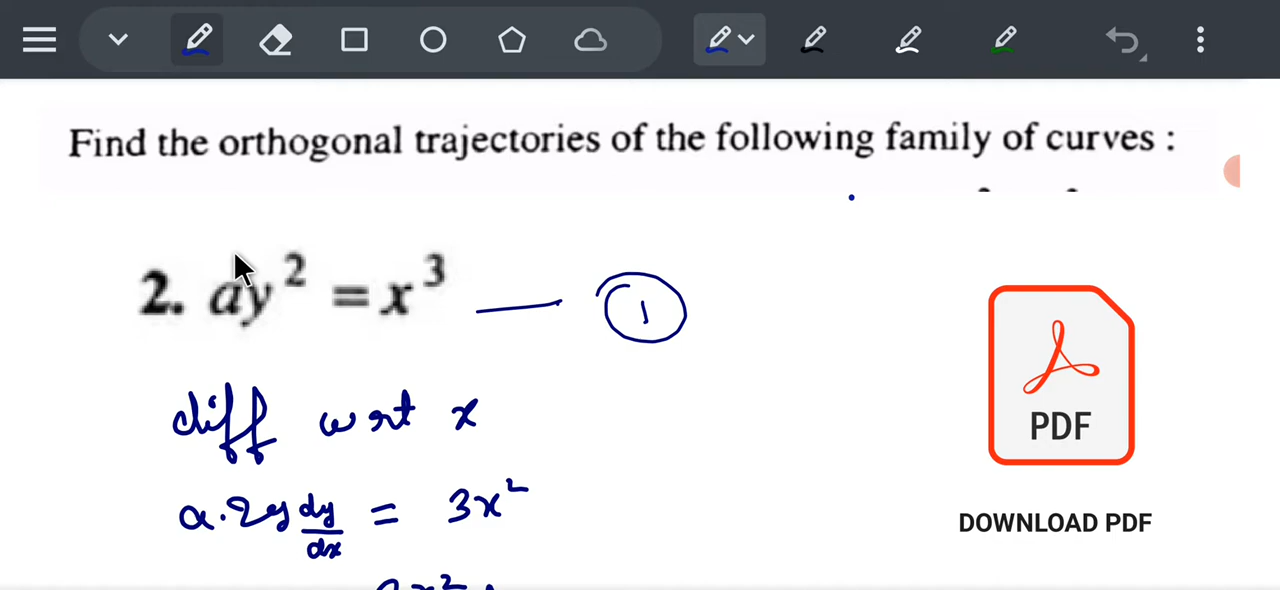 Find the orthogonal trajectories of the following family of curves :
2. ay² = x³ — ①
diff wrt x
a.2y dy/dx = 3x²
PDF
DOWNLOAD PDF